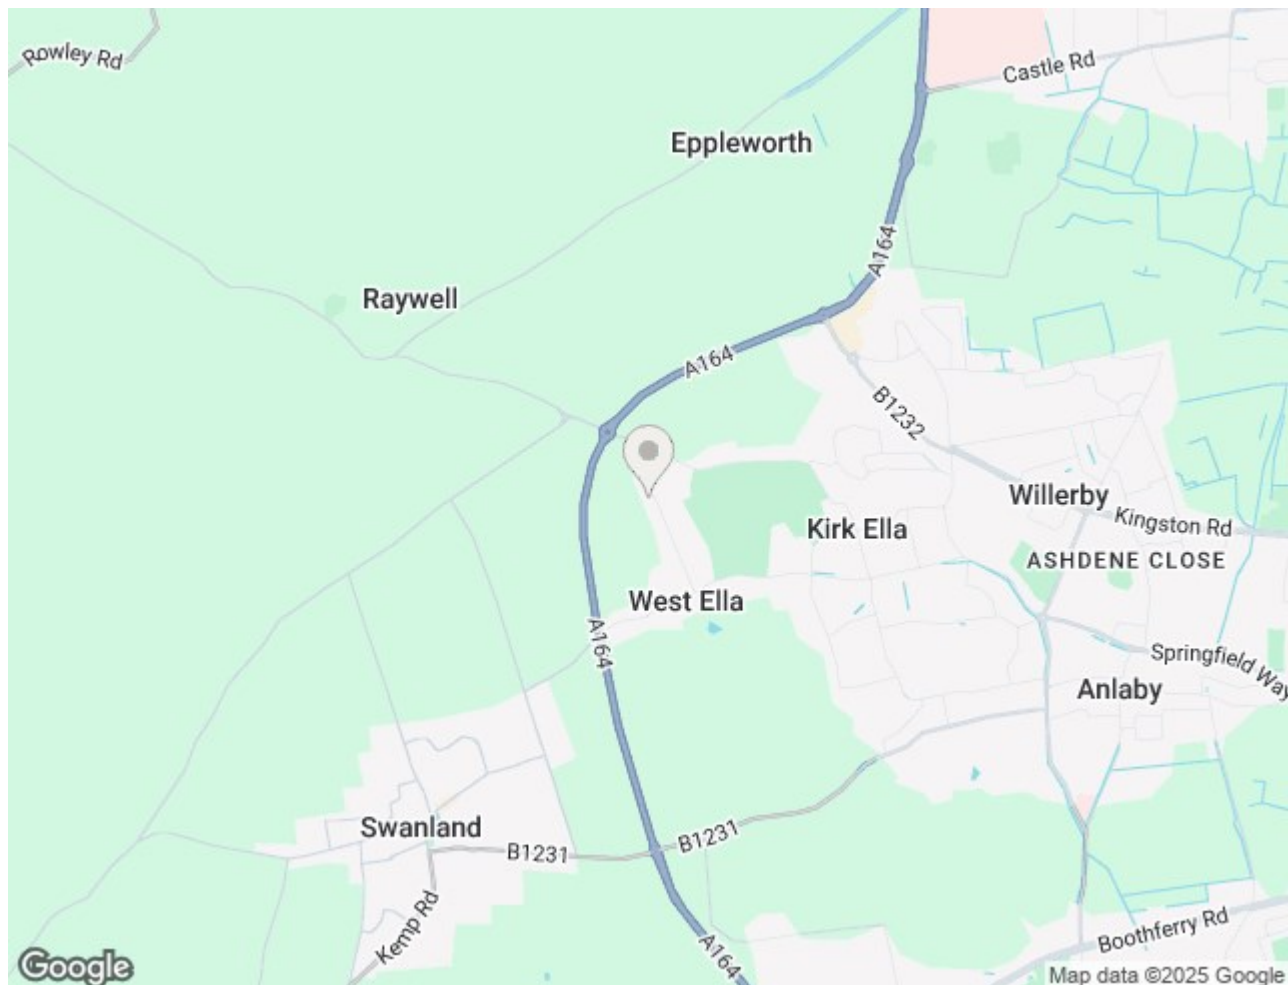 Rowley Rd
Castle Rd
Eppleworth
A164
Raywell
A164
B1232
Willerby
Kingston Rd
Kirk Ella
ASHDENE CLOSE
West Ella
A164
Springfield Way
Anlaby
Swanland
B1231
B1231
Kemp Rd
Boothferry Rd
A164
Google
Map data ©2025 Google